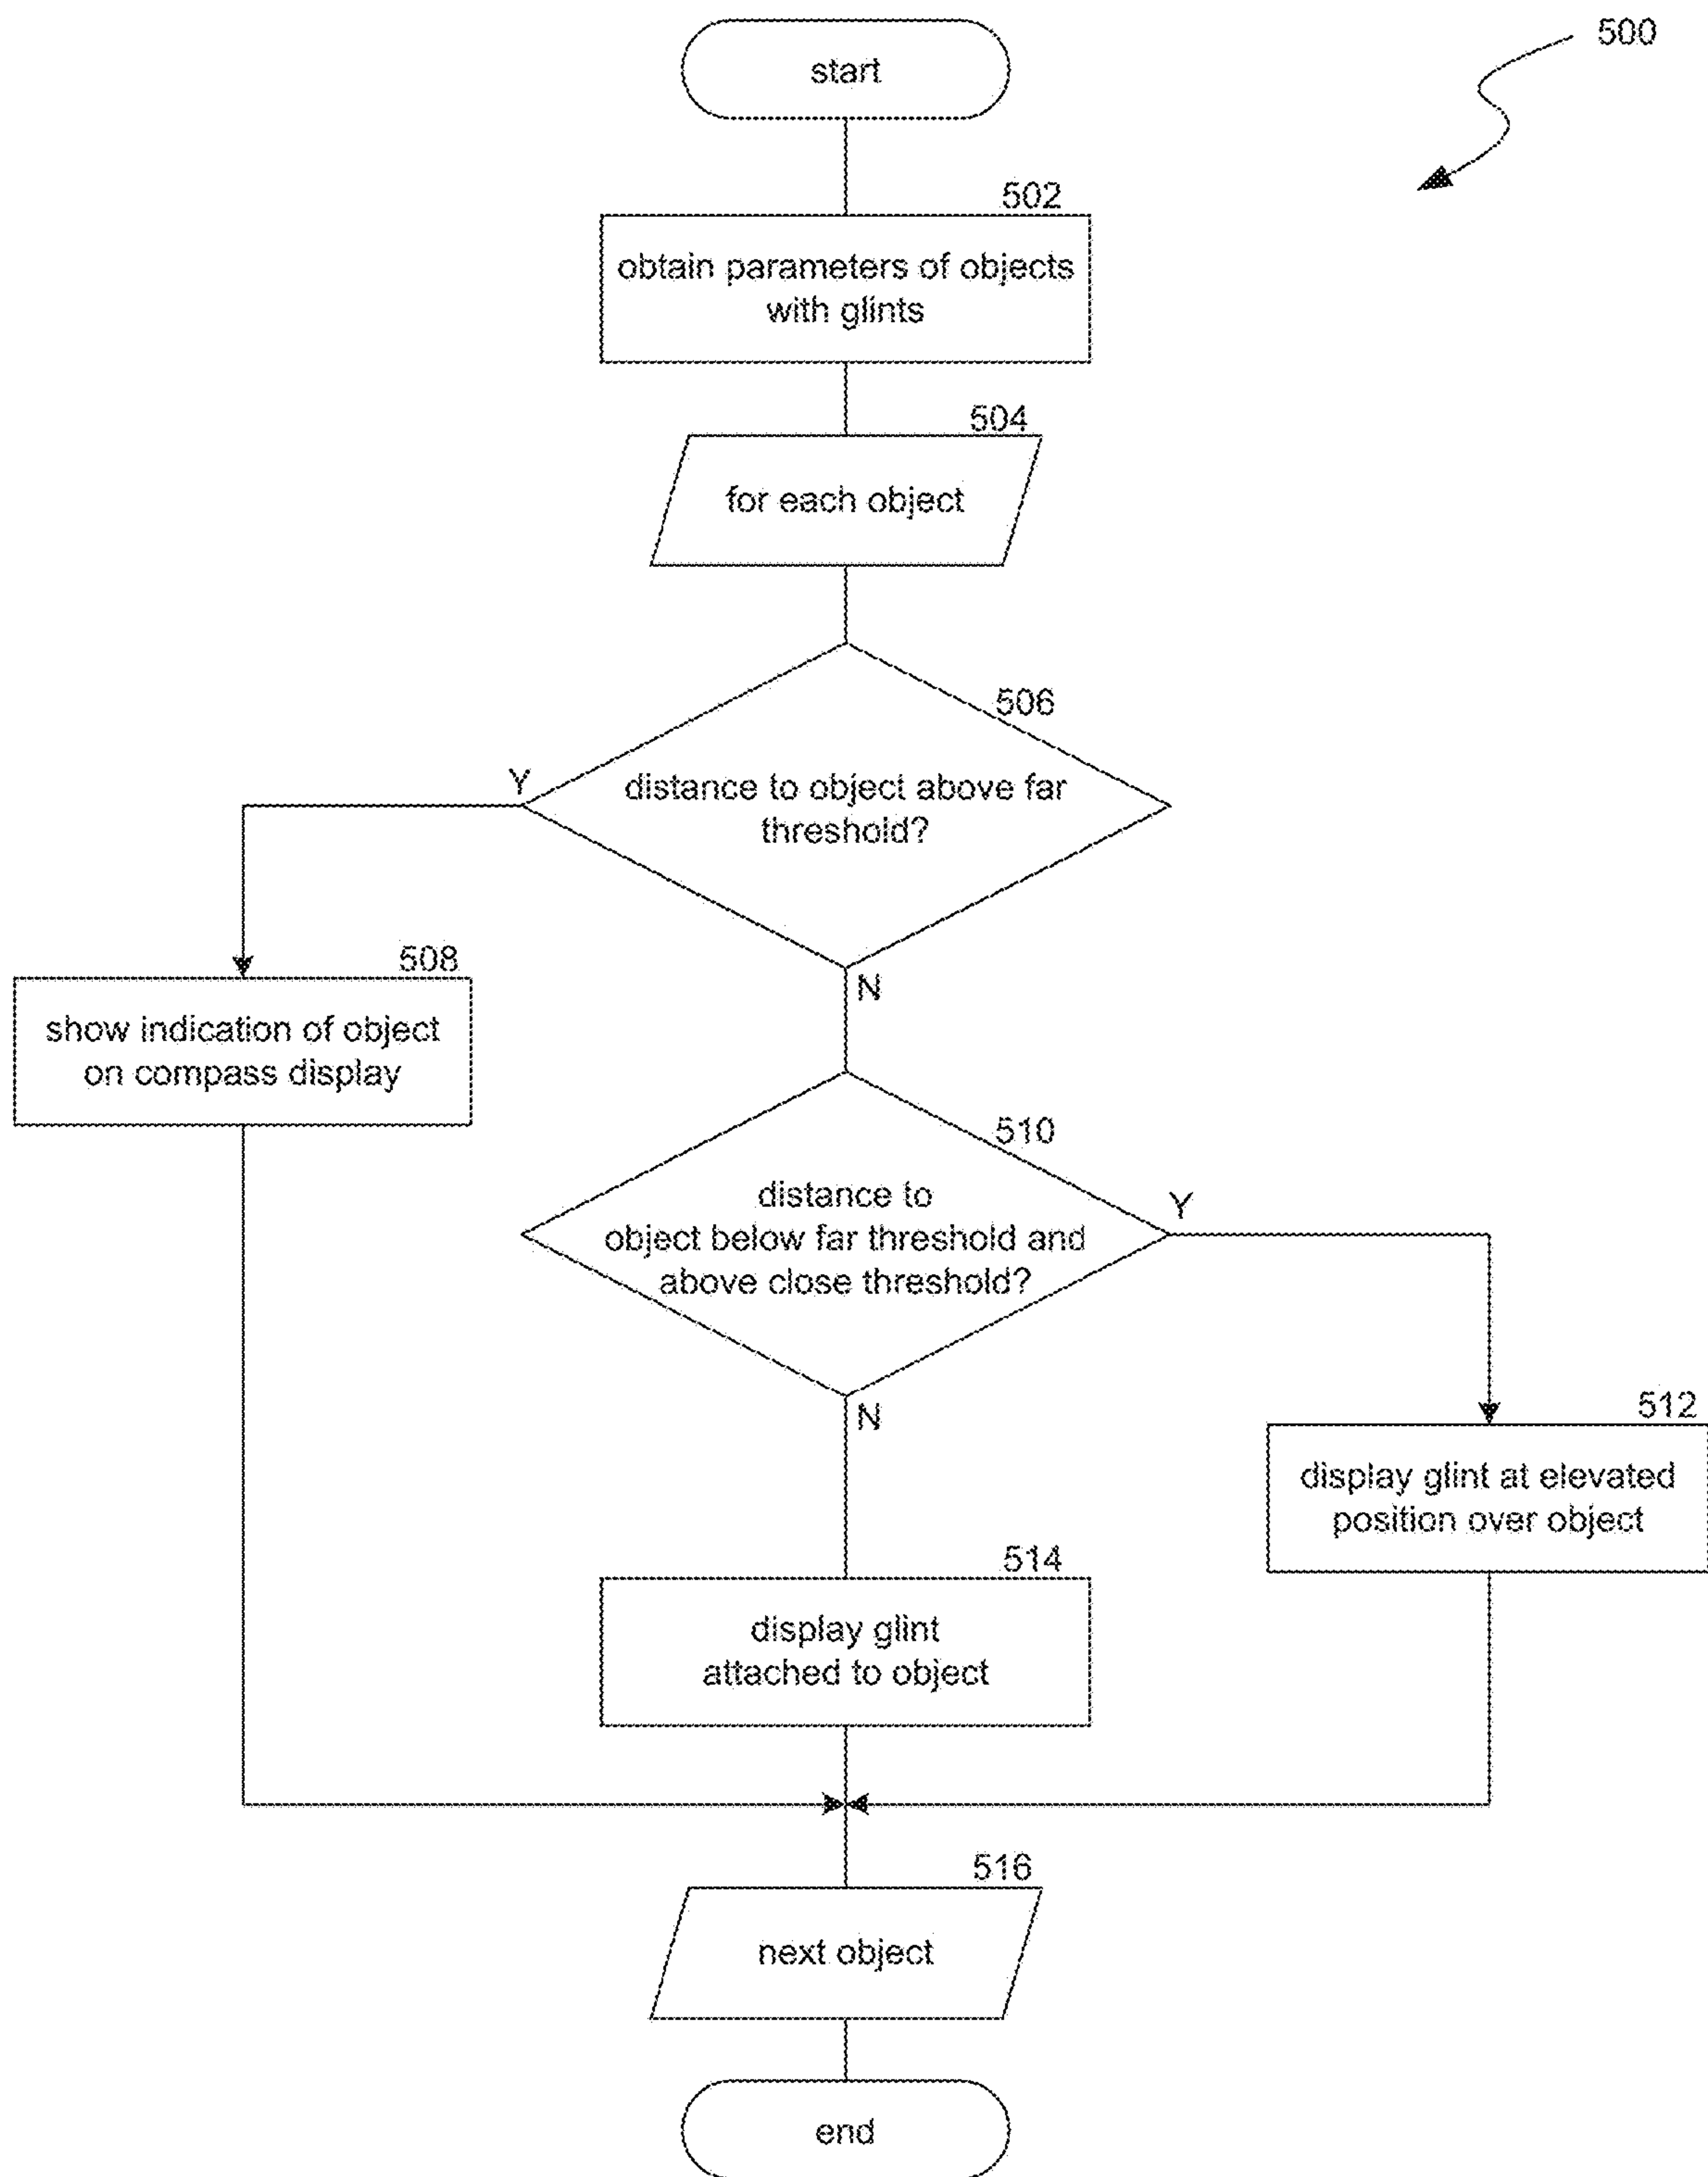 500
start
502
obtain parameters of objects
with glints
504
for each object
506
distance to object above far
threshold?
Y
N
508
show indication of object
on compass display
510
distance to
object below far threshold and
above close threshold?
Y
N
512
display glint at elevated
position over object
514
display glint
attached to object
516
next object
end